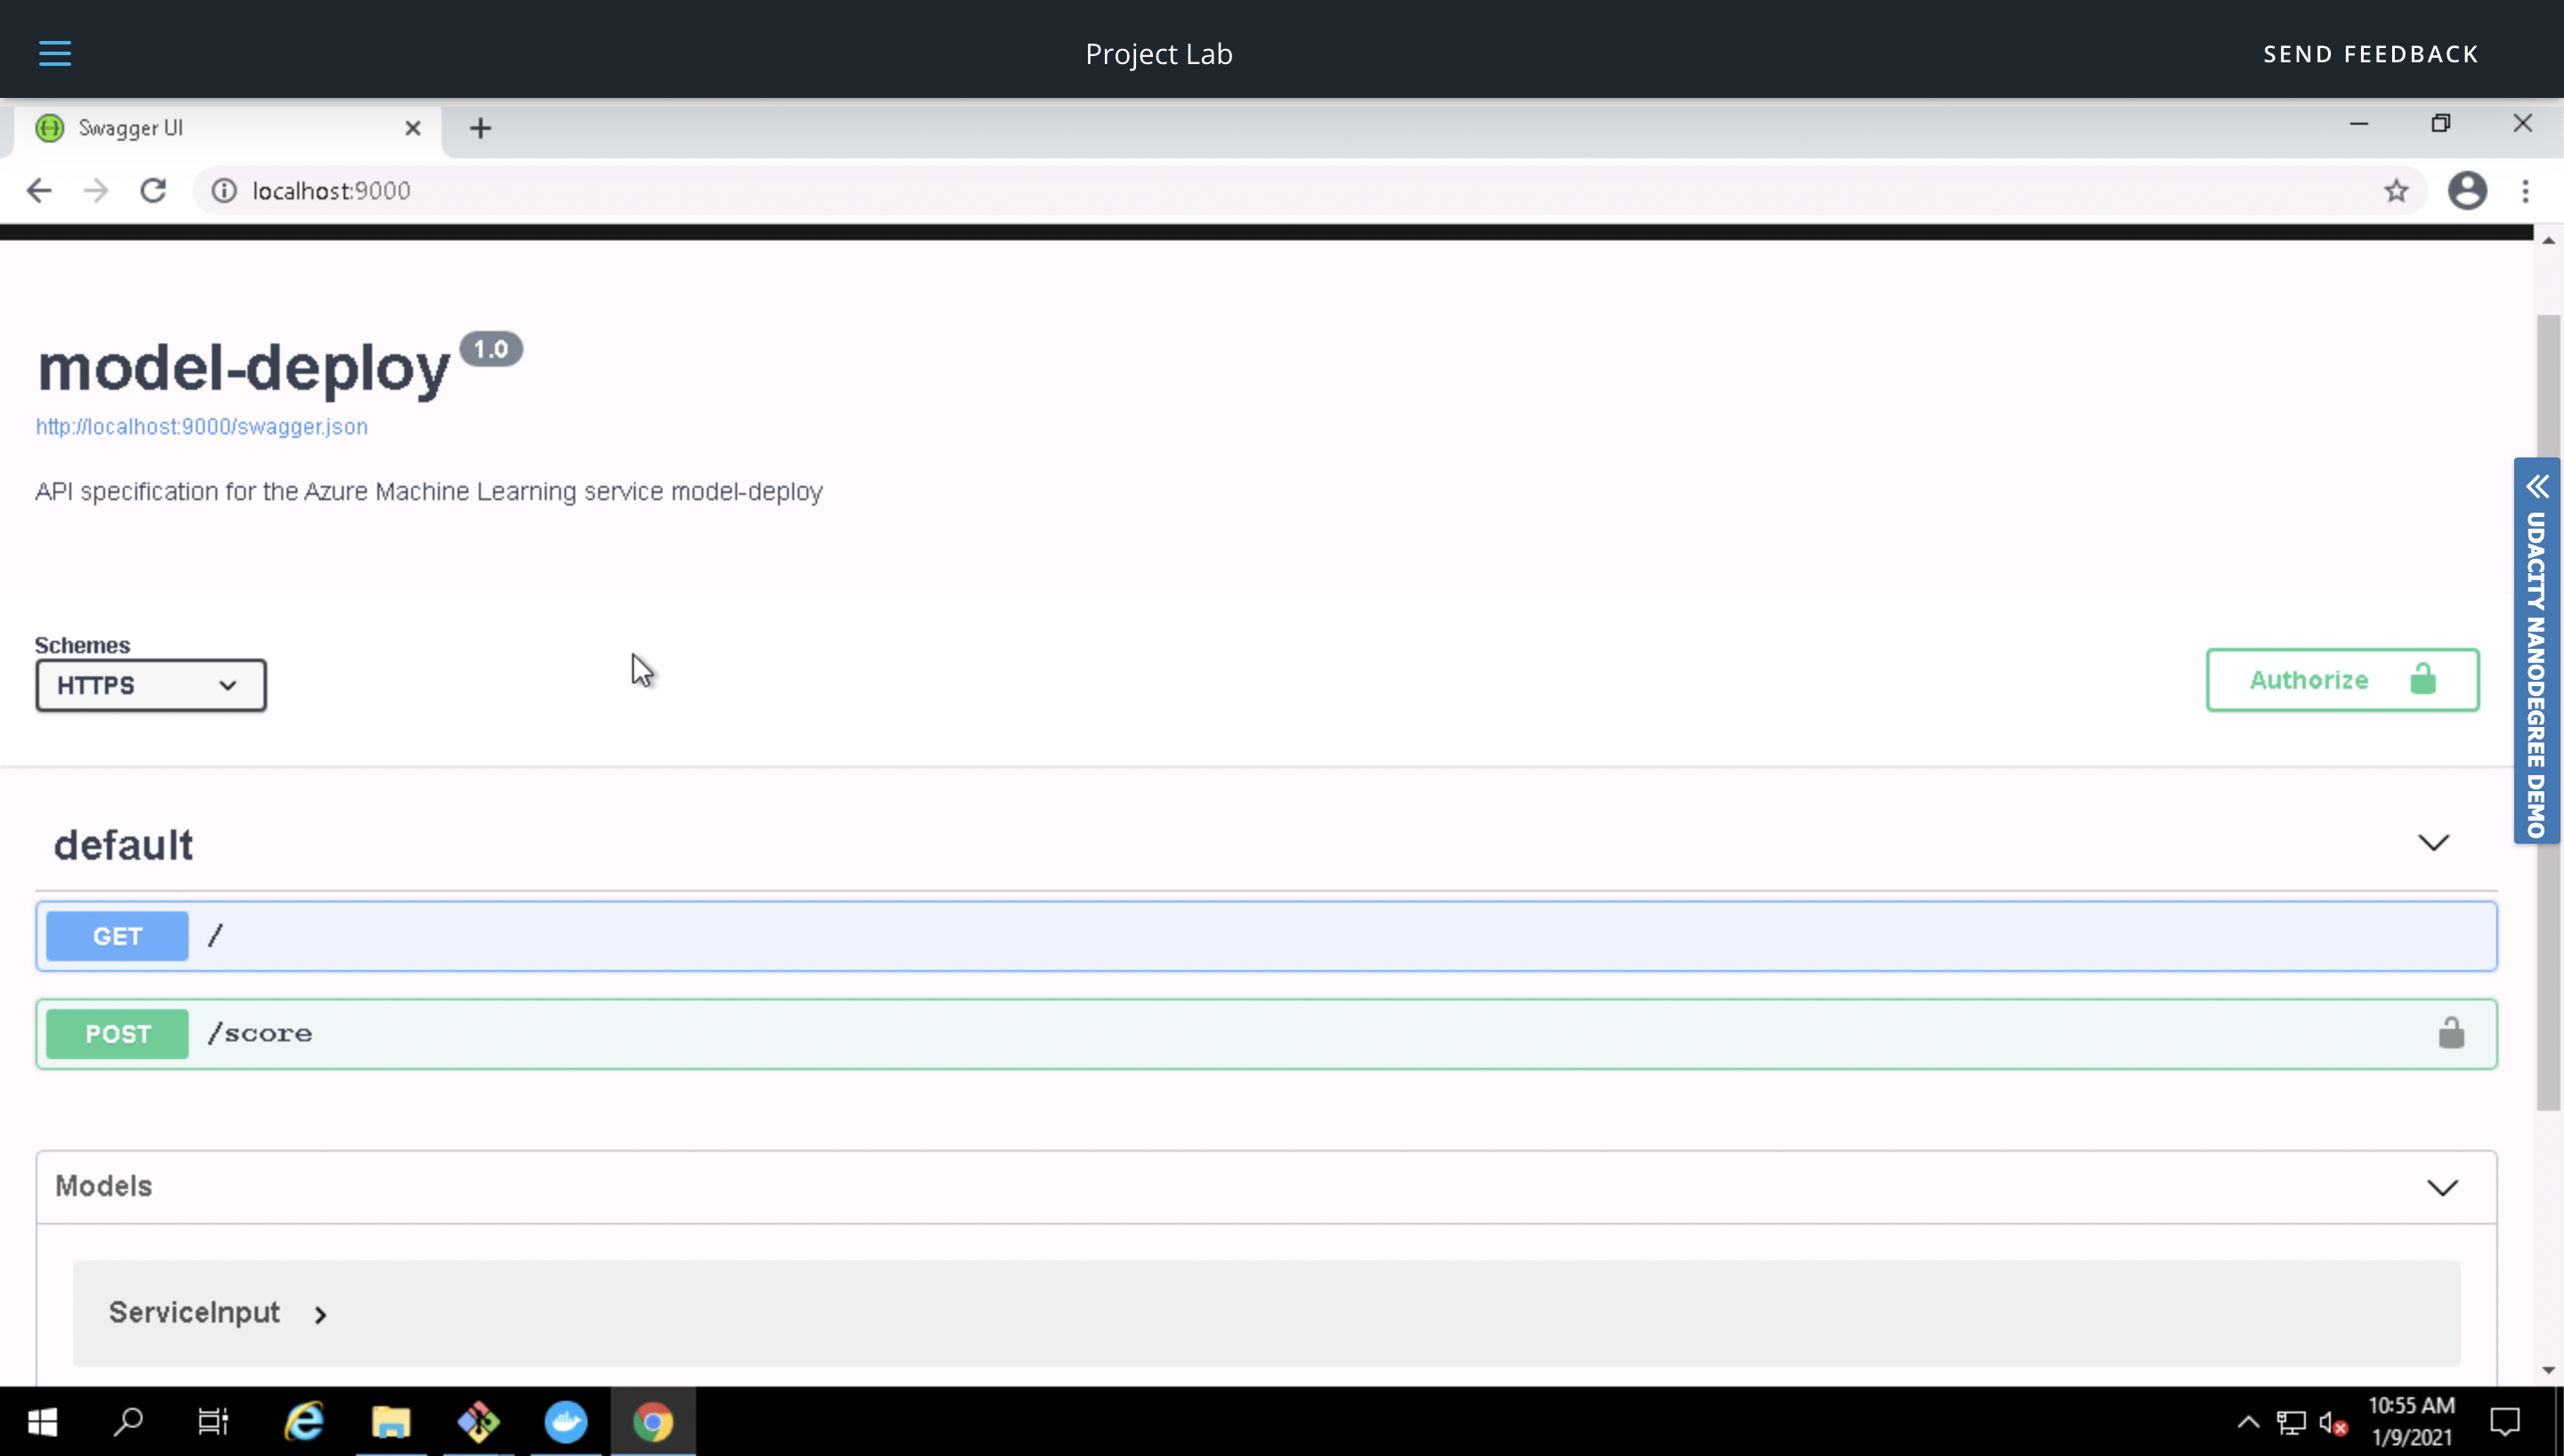 Project Lab
SEND FEEDBACK
Swagger UI
localhost:9000
model-deploy 1.0
http://localhost:9000/swagger.json
API specification for the Azure Machine Learning service model-deploy
Schemes
HTTPS
Authorize
UDACITY NANODEGREE DEMO
default
GET /
POST /score
Models
ServiceInput
10:55 AM
1/9/2021